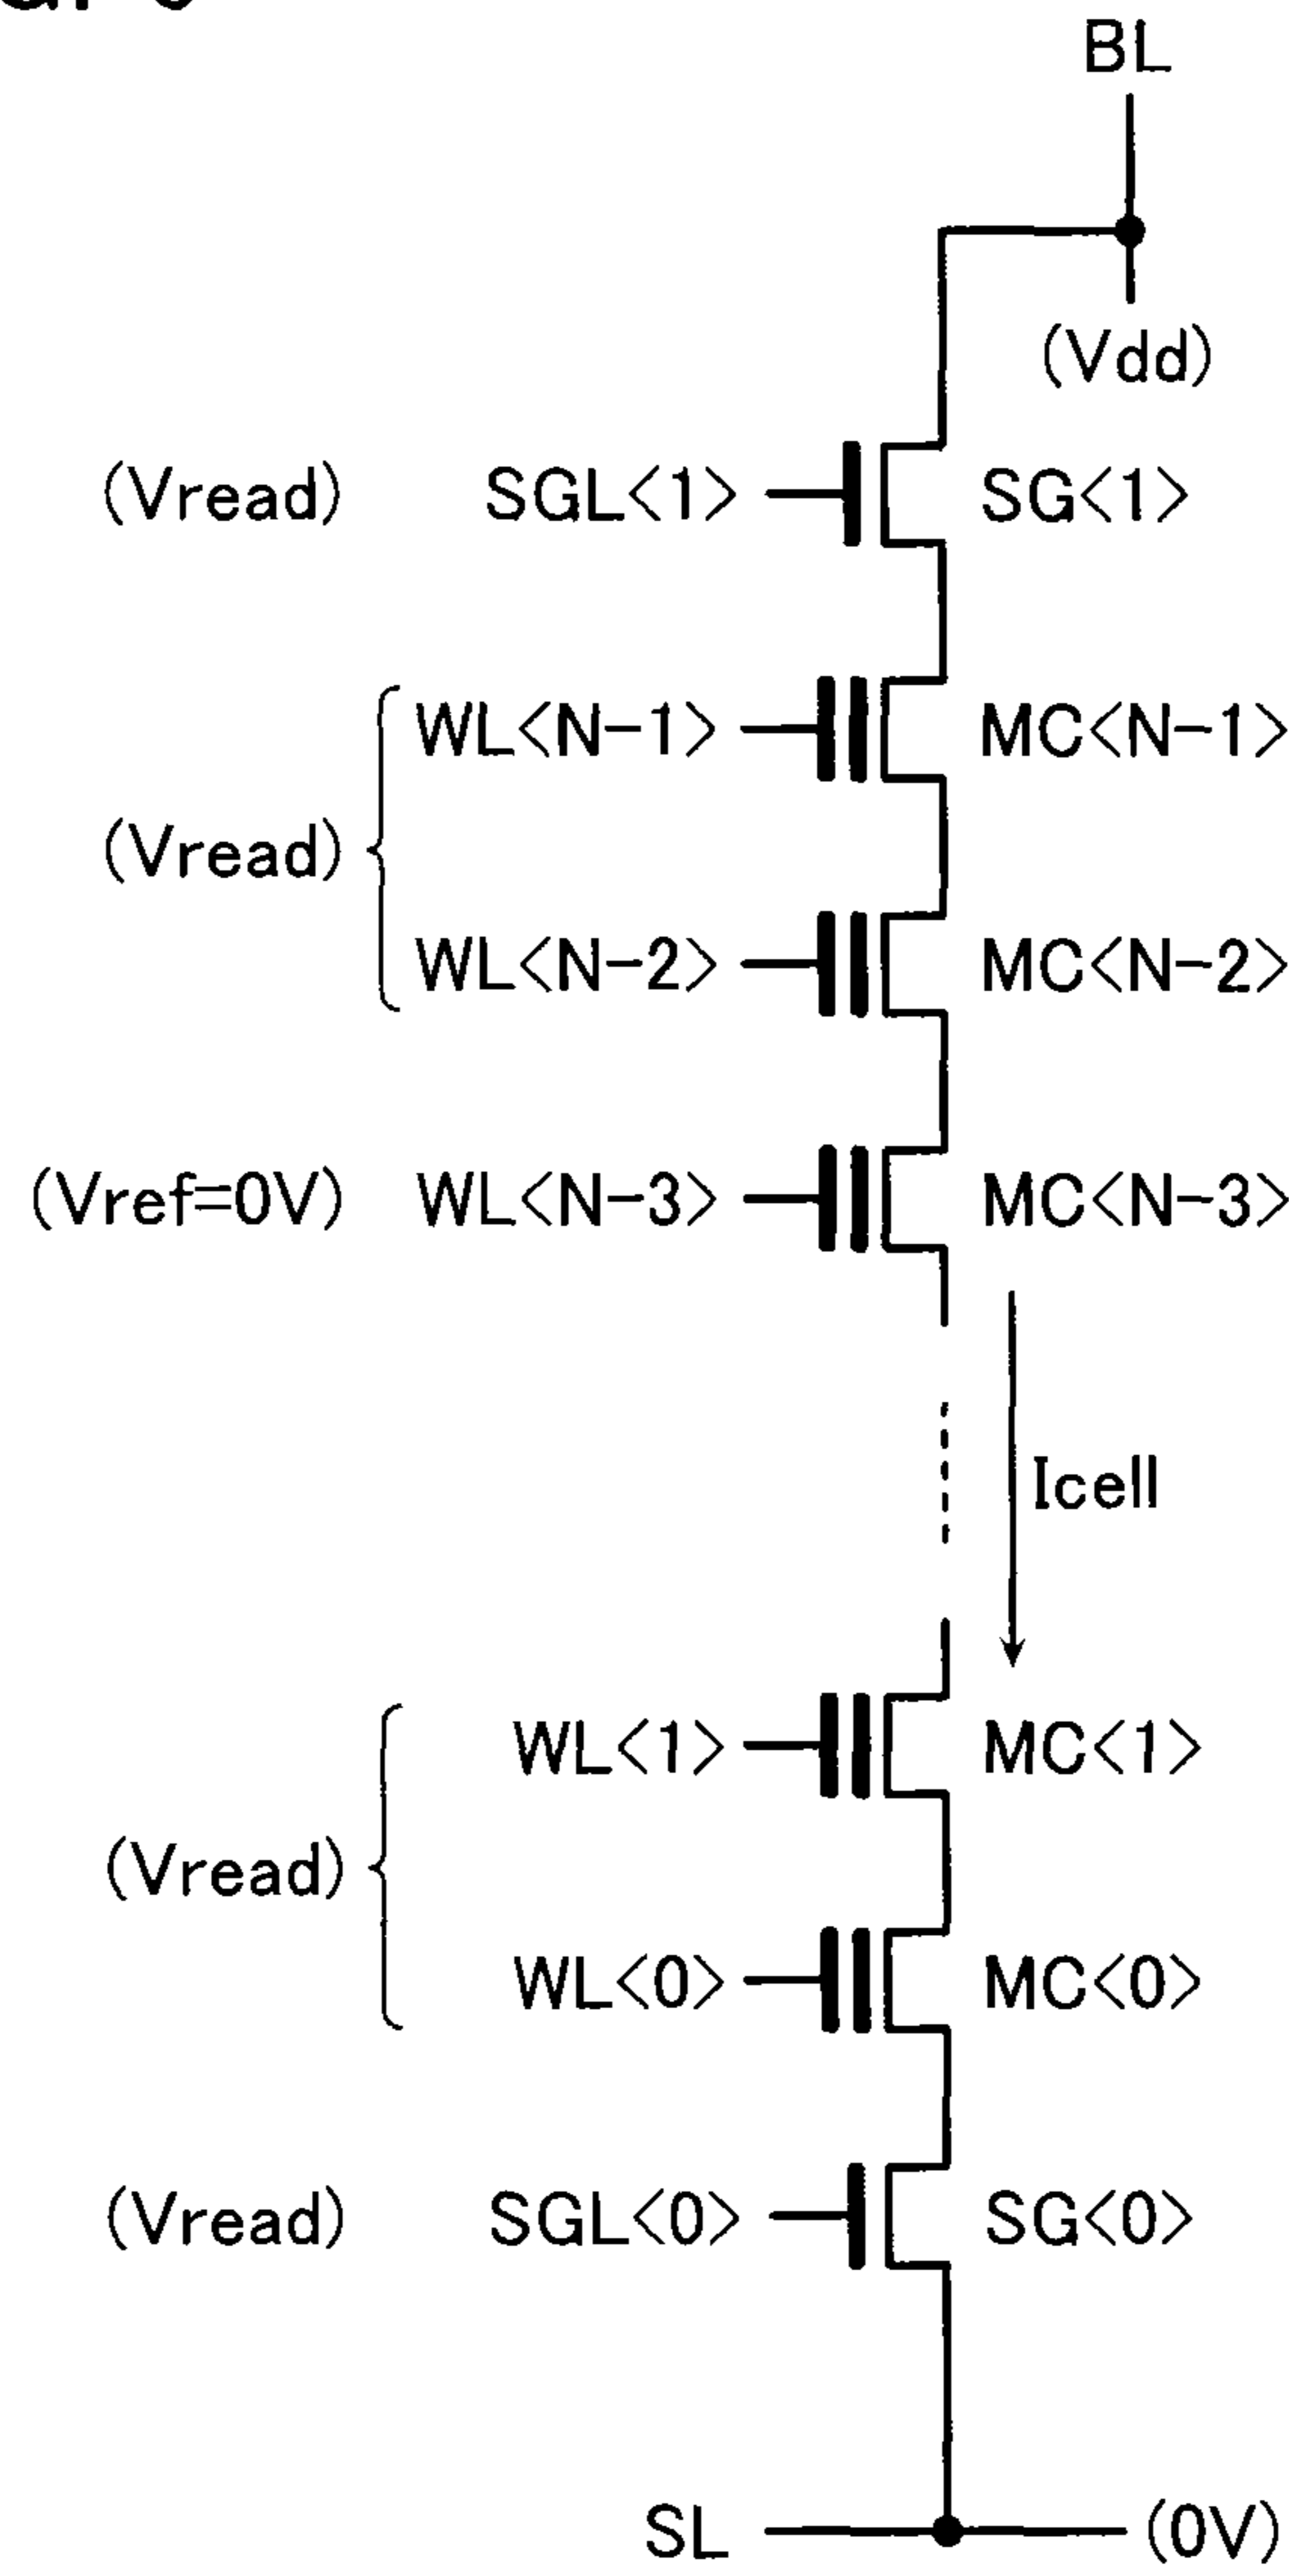 BL
(Vdd)
(Vread) SGL<1> SG<1>
WL<N-1> MC<N-1>
(Vread)
WL<N-2> MC<N-2>
(Vref=0V) WL<N-3> MC<N-3>
Icell
WL<1> MC<1>
(Vread)
WL<0> MC<0>
(Vread) SGL<0> SG<0>
SL (0V)